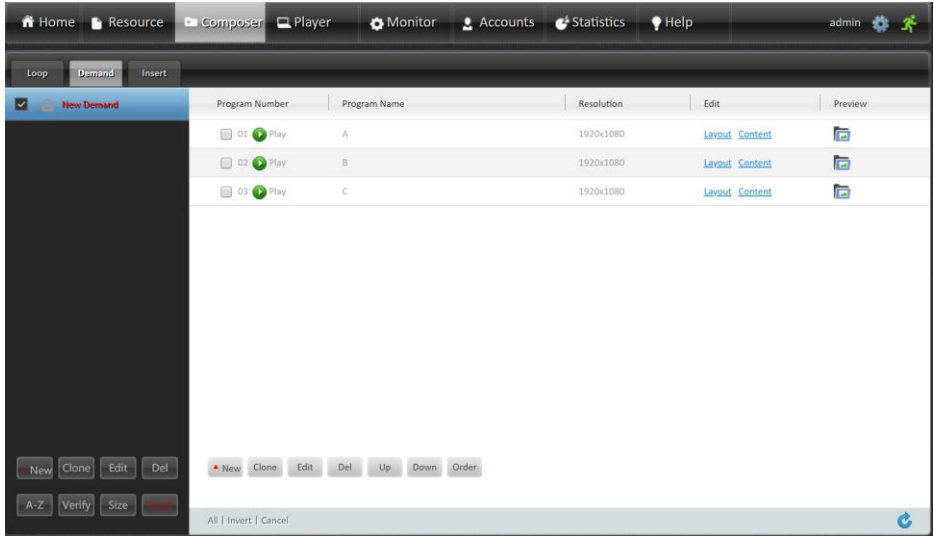 Home Resource Composer Player Monitor Accounts Statistics Help admin
Loop Demand Insert
New Demand Program Number Program Name Resolution Edit Preview
01 Play A 1920x1080 Layout Content
02 Play B 1920x1080 Layout Content
03 Play C 1920x1080 Layout Content
New Clone Edit Del New Clone Edit Del Up Down Order
A-Z Verify Size
All | Invert | Cancel